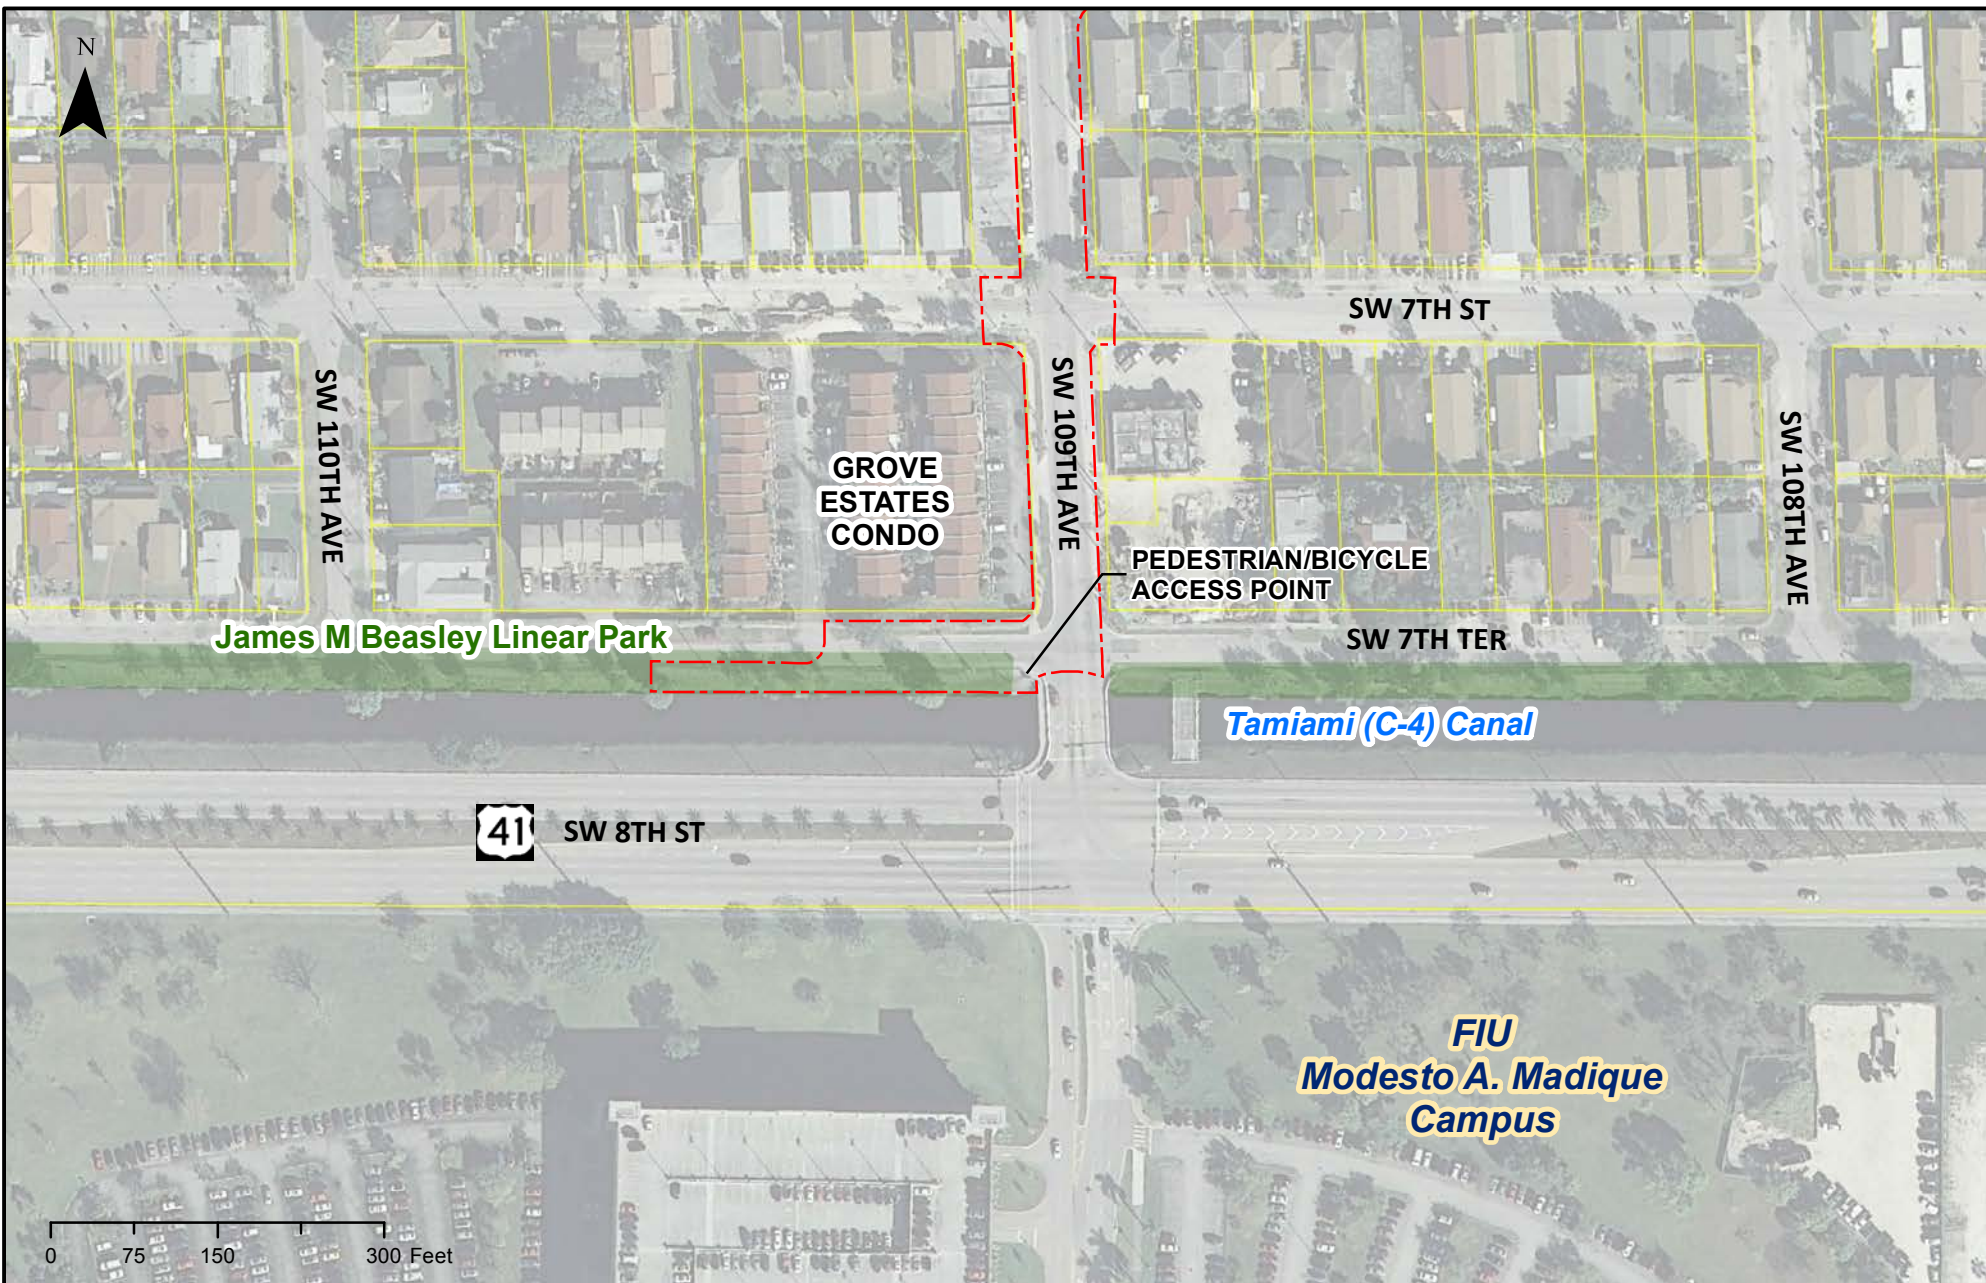 N
SW 7TH ST
SW 110TH AVE
SW 109TH AVE
SW 108TH AVE
GROVE
ESTATES
CONDO
PEDESTRIAN/BICYCLE
ACCESS POINT
James M Beasley Linear Park
SW 7TH TER
Tamiami (C-4) Canal
41
SW 8TH ST
FIU
Modesto A. Madique
Campus
0 75 150 300 Feet